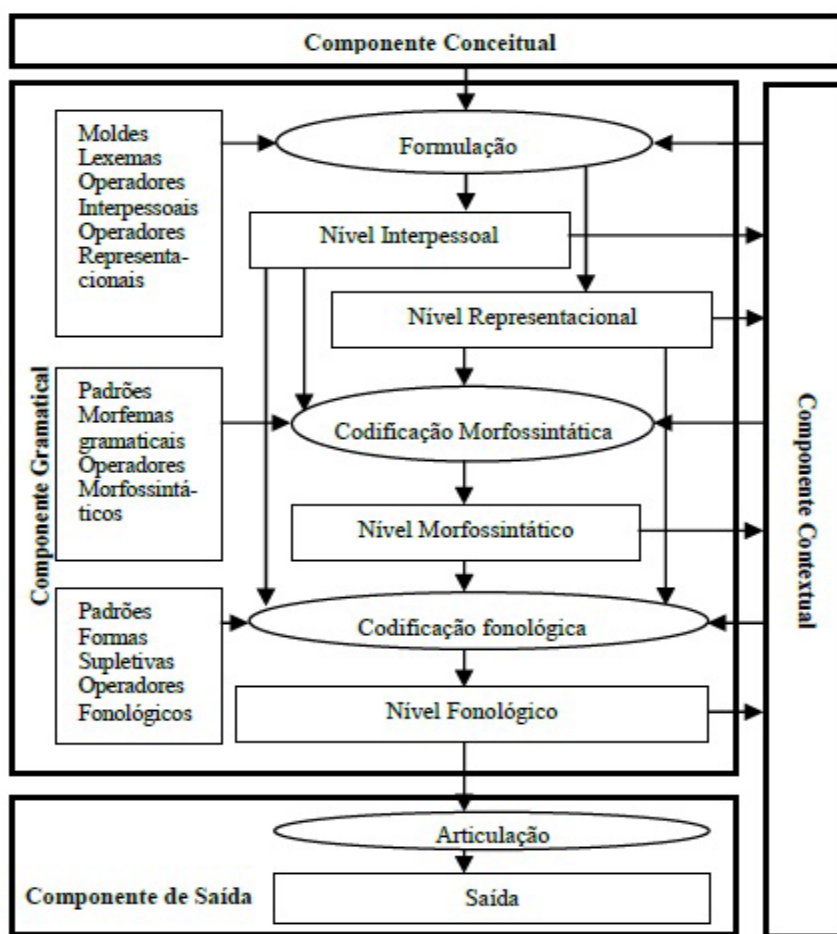 Componente Conceitual
Moldes
Lexemas
Operadores
Interpessoais
Operadores
Representa-
cionais
Formulação
Nível Interpessoal
Nível Representacional
Componente Gramatical
Padrões
Morfemas
gramaticais
Operadores
Morfossintá-
ticos
Codificação Morfossintática
Componente Contextual
Nível Morfossintático
Padrões
Formas
Supletivas
Operadores
Fonológicos
Codificação fonológica
Nível Fonológico
Articulação
Componente de Saída
Saída